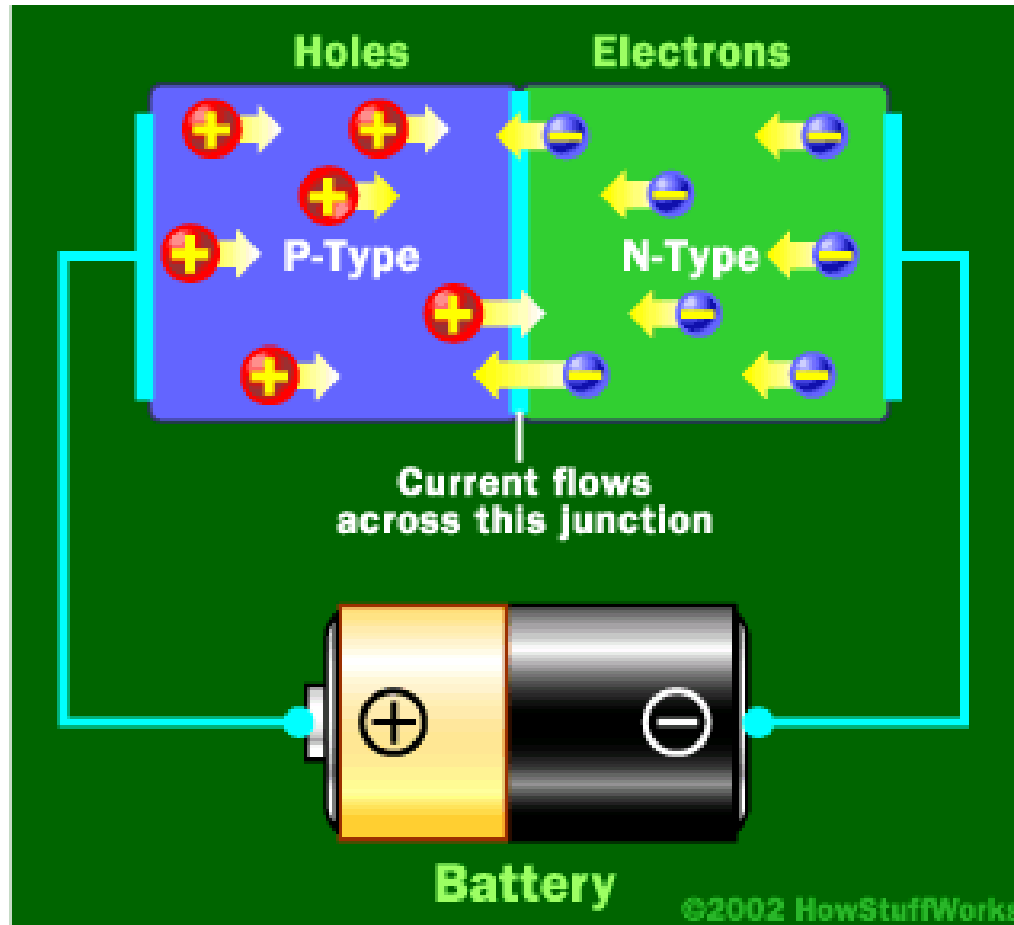 Holes
Electrons
P-Type
N-Type
Current flows
across this junction
Battery
©2002 HowStuffWorks